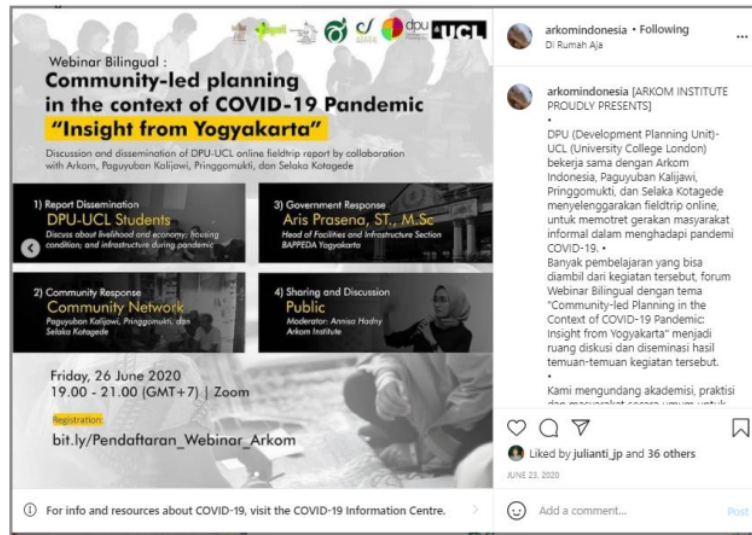 dpu
UCL
Webinar Bilingual :
Community-led planning
in the context of COVID-19 Pandemic
"Insight from Yogyakarta"
Discussion and dissemination of DPU-UCL online fieldtrip report by collaboration
with Arkom, Paguyuban Kalijawi, Pringgomukti, and Selaka Kotagede
1) Report Dissemination
DPU-UCL Students
Discuss about livelihood and economy; housing
condition; and infrastructure during pandemic
2) Community Response
Community Network
Paguyuban Kalijawi, Pringgomukti, dan
Selaka Kotagede
3) Government Response
Aris Prasena, ST., M.Sc
Head of Facilities and Infrastructure Section
BAPPEDA Yogyakarta
4) Sharing and Discussion
Public
Moderator: Annisa Hadny
Arkom Institute
Friday, 26 June 2020
19.00 - 21.00 (GMT+7) | Zoom
Registration:
bit.ly/Pendaftaran_Webinar_Arkom
For info and resources about COVID-19, visit the COVID-19 Information Centre.
arkomindonesia • Following
Di Rumah Aja
arkomindonesia [ARKOM INSTITUTE
PROUDLY PRESENTS]
•
DPU (Development Planning Unit)-
UCL (University College London)
bekerja sama dengan Arkom
Indonesia, Paguyuban Kalijawi,
Pringgomukti, dan Selaka Kotagede
menyelenggarakan fieldtrip online,
untuk memotret gerakan masyarakat
informal dalam menghadapi pandemi
COVID-19. •
Banyak pembelajaran yang bisa
diambil dari kegiatan tersebut, forum
Webinar Bilingual dengan tema
"Community-led Planning in the
Context of COVID-19 Pandemic:
Insight from Yogyakarta" menjadi
ruang diskusi dan diseminasi hasil
temuan-temuan kegiatan tersebut.
•
Kami mengundang akademisi, praktisi
dan masyarakat secara umum untuk
Liked by julianti_jp and 36 others
JUNE 23, 2020
Add a comment...
Post